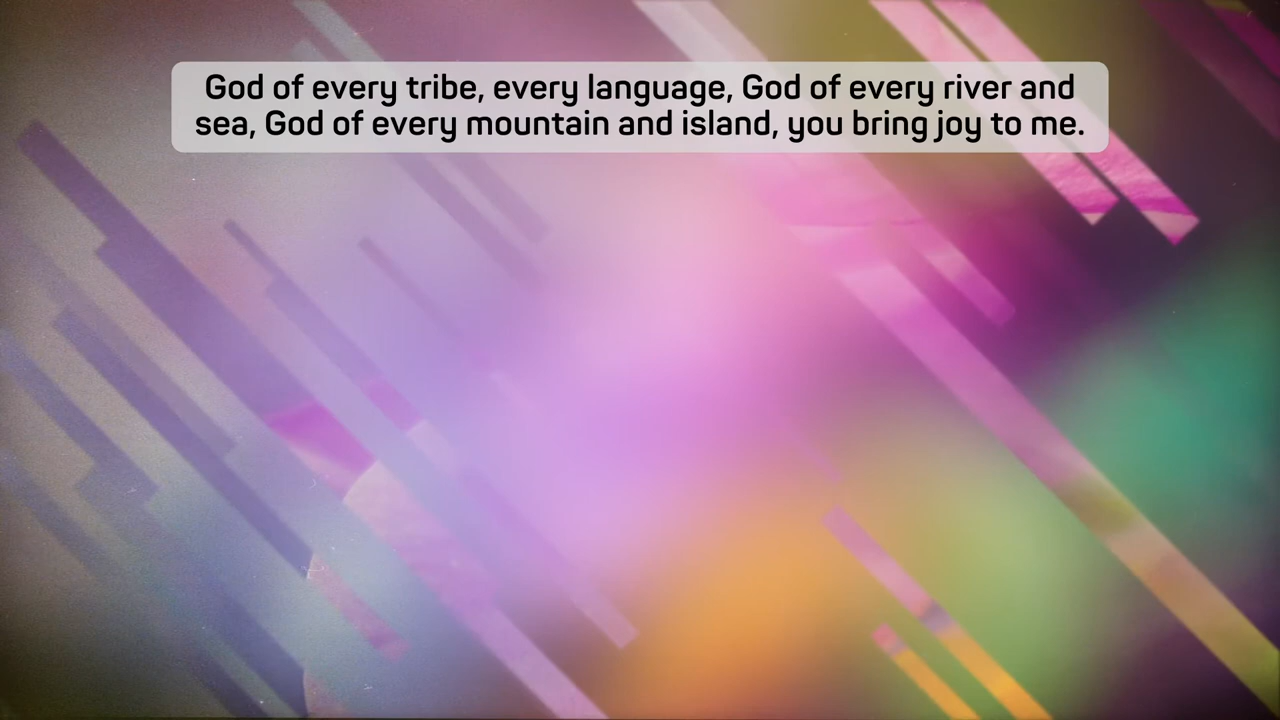 God of every tribe, every language, God of every river and
sea, God of every mountain and island, you bring joy to me.